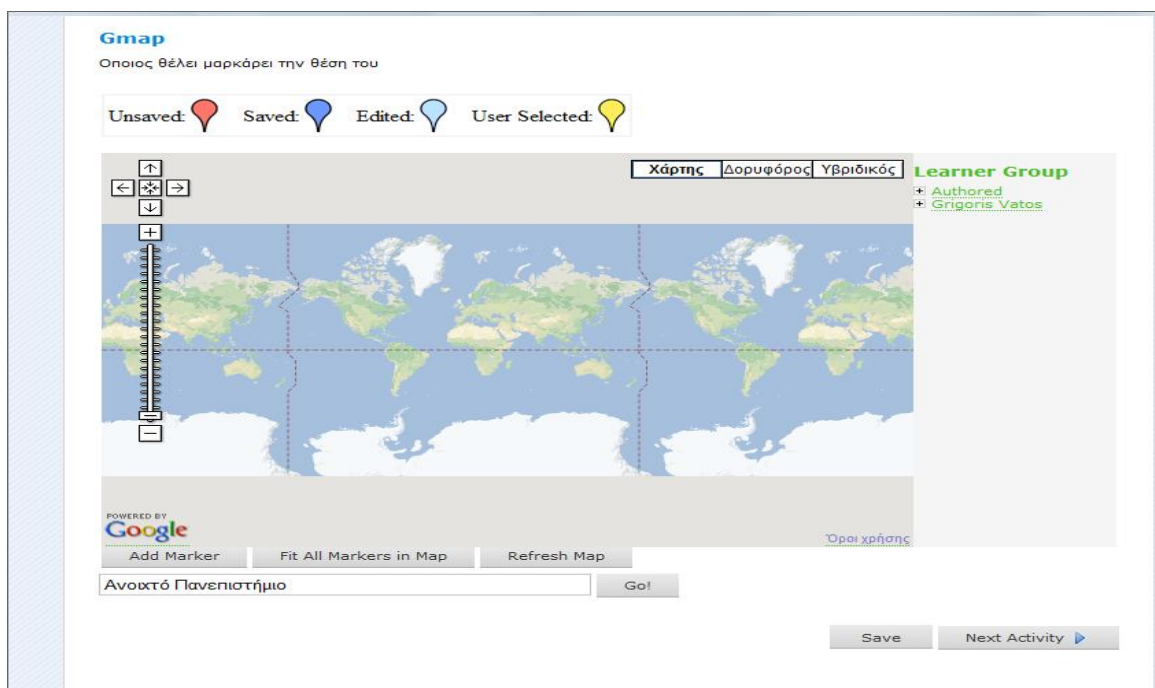 Gmap
Οποιος θέλει μαρκάρει την θέση του
Unsaved: Saved: Edited: User Selected:
Χάρτης Δορυφόρος Υβριδικός
Learner Group
Authored
Grigoris Vatos
POWERED BY
Google
Όροι χρήσης
Add Marker Fit All Markers in Map Refresh Map
Ανοιχτό Πανεπιστήμιο Go!
Save Next Activity